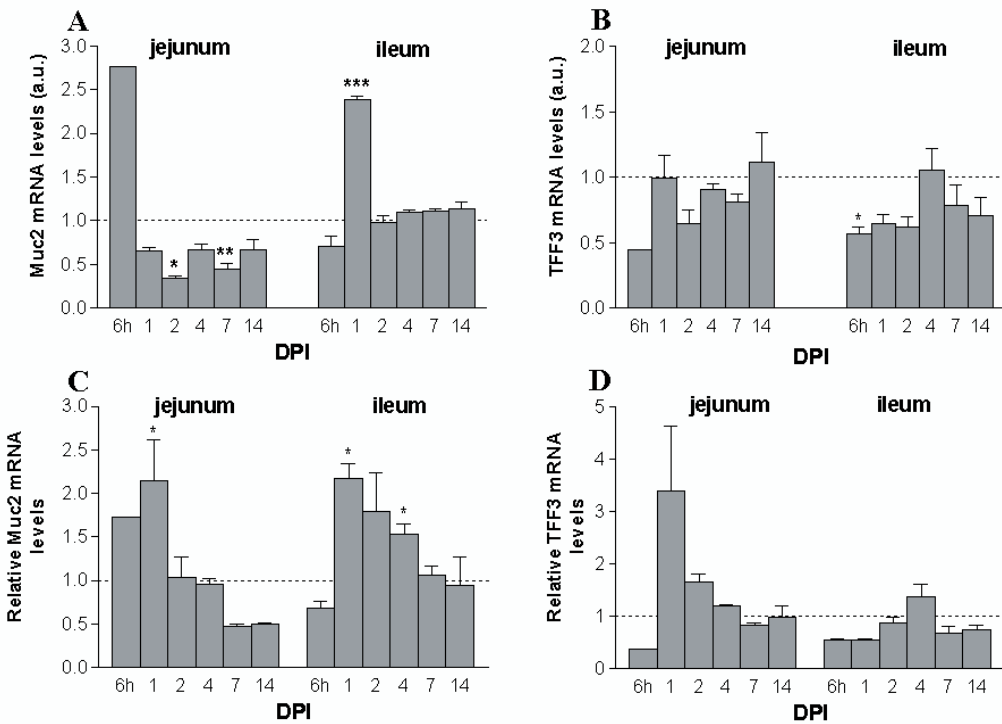 A
jejunum
ileum
Muc2 mRNA levels (a.u.)
3.0
2.5
2.0
1.5
1.0
0.5
0.0
***
*
**
6h 1 2 4 7 14
6h 1 2 4 7 14
DPI
B
jejunum
ileum
TFF3 mRNA levels (a.u.)
2.0
1.5
1.0
0.5
0.0
*
6h 1 2 4 7 14
6h 1 2 4 7 14
DPI
C
jejunum
ileum
Relative Muc2 mRNA
levels
3.0
2.5
2.0
1.5
1.0
0.5
0.0
*
*
*
6h 1 2 4 7 14
6h 1 2 4 7 14
DPI
D
jejunum
ileum
Relative TFF3 mRNA
levels
5
4
3
2
1
0
6h 1 2 4 7 14
6h 1 2 4 7 14
DPI